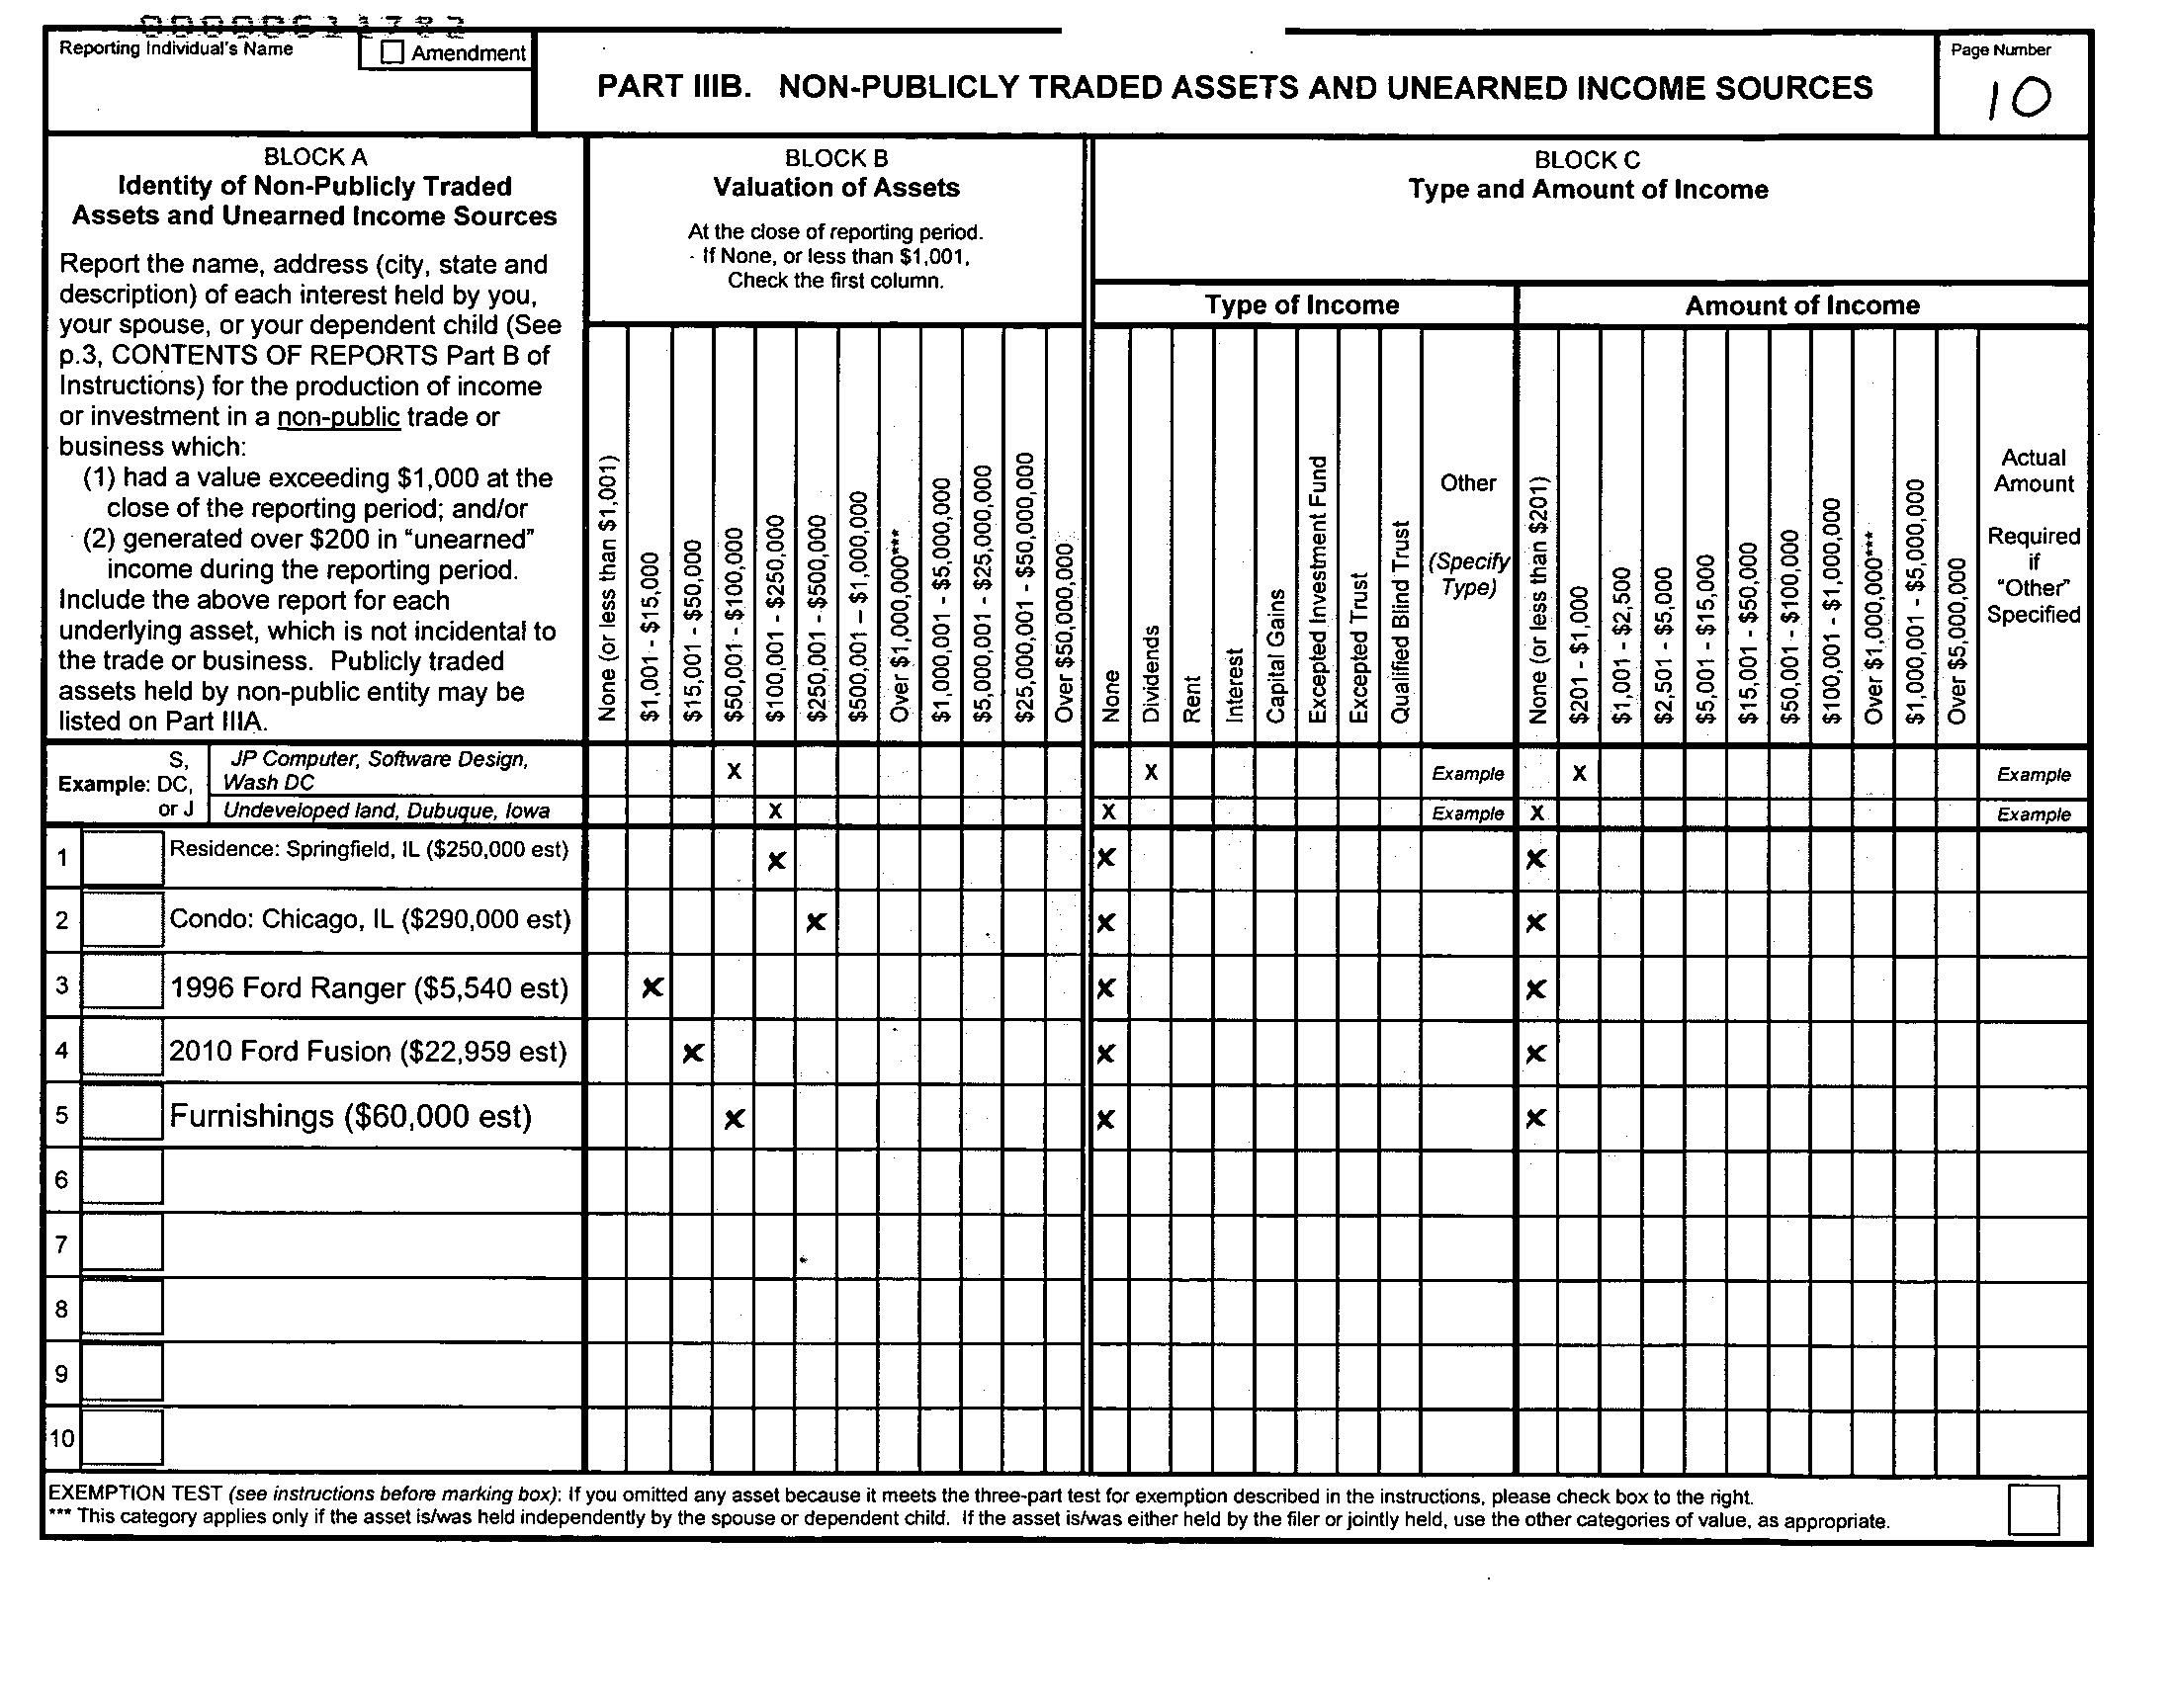 Reporting Individual's Name
Amendment
PART IIIB. NON-PUBLICLY TRADED ASSETS AND UNEARNED INCOME SOURCES
Page Number
10
BLOCK A
Identity of Non-Publicly Traded
Assets and Unearned Income Sources
Report the name, address (city, state and
description) of each interest held by you,
your spouse, or your dependent child (See
p.3, CONTENTS OF REPORTS Part B of
Instructions) for the production of income
or investment in a non-public trade or
business which:
(1) had a value exceeding $1,000 at the
close of the reporting period; and/or
(2) generated over $200 in "unearned"
income during the reporting period.
Include the above report for each
underlying asset, which is not incidental to
the trade or business. Publicly traded
assets held by non-public entity may be
listed on Part IIIA.
BLOCK B
Valuation of Assets
At the close of reporting period.
If None, or less than $1,001,
Check the first column.
None (or less than $1,001)
$1,001 - $15,000
$15,001 - $50,000
$50,001 - $100,000
$100,001 - $250,000
$250,001 - $500,000
$500,001 – $1,000,000
Over $1,000,000***
$1,000,001 - $5,000,000
$5,000,001 - $25,000,000
$25,000,001 - $50,000,000
Over $50,000,000
BLOCK C
Type and Amount of Income
Type of Income
None
Dividends
Rent
Interest
Capital Gains
Excepted Investment Fund
Excepted Trust
Qualified Blind Trust
Other
(Specify
Type)
Amount of Income
None (or less than $201)
$201 - $1,000
$1,001 - $2,500
$2,501 - $5,000
$5,001 - $15,000
$15,001 - $50,000
$50,001 - $100,000
$100,001 - $1,000,000
Over $1,000,000***
$1,000,001 - $5,000,000
Over $5,000,000
Actual
Amount
Required
if
"Other"
Specified
Example: S, DC, or J
JP Computer, Software Design,
Wash DC X X Example X Example
Undeveloped land, Dubuque, Iowa X X Example X Example
1 Residence: Springfield, IL ($250,000 est) X X X
2 Condo: Chicago, IL ($290,000 est) X X X
3 1996 Ford Ranger ($5,540 est) X X X
4 2010 Ford Fusion ($22,959 est) X X X
5 Furnishings ($60,000 est) X X X
6
7
8
9
10
EXEMPTION TEST (see instructions before marking box): If you omitted any asset because it meets the three-part test for exemption described in the instructions, please check box to the right.
*** This category applies only if the asset is/was held independently by the spouse or dependent child. If the asset is/was either held by the filer or jointly held, use the other categories of value, as appropriate.